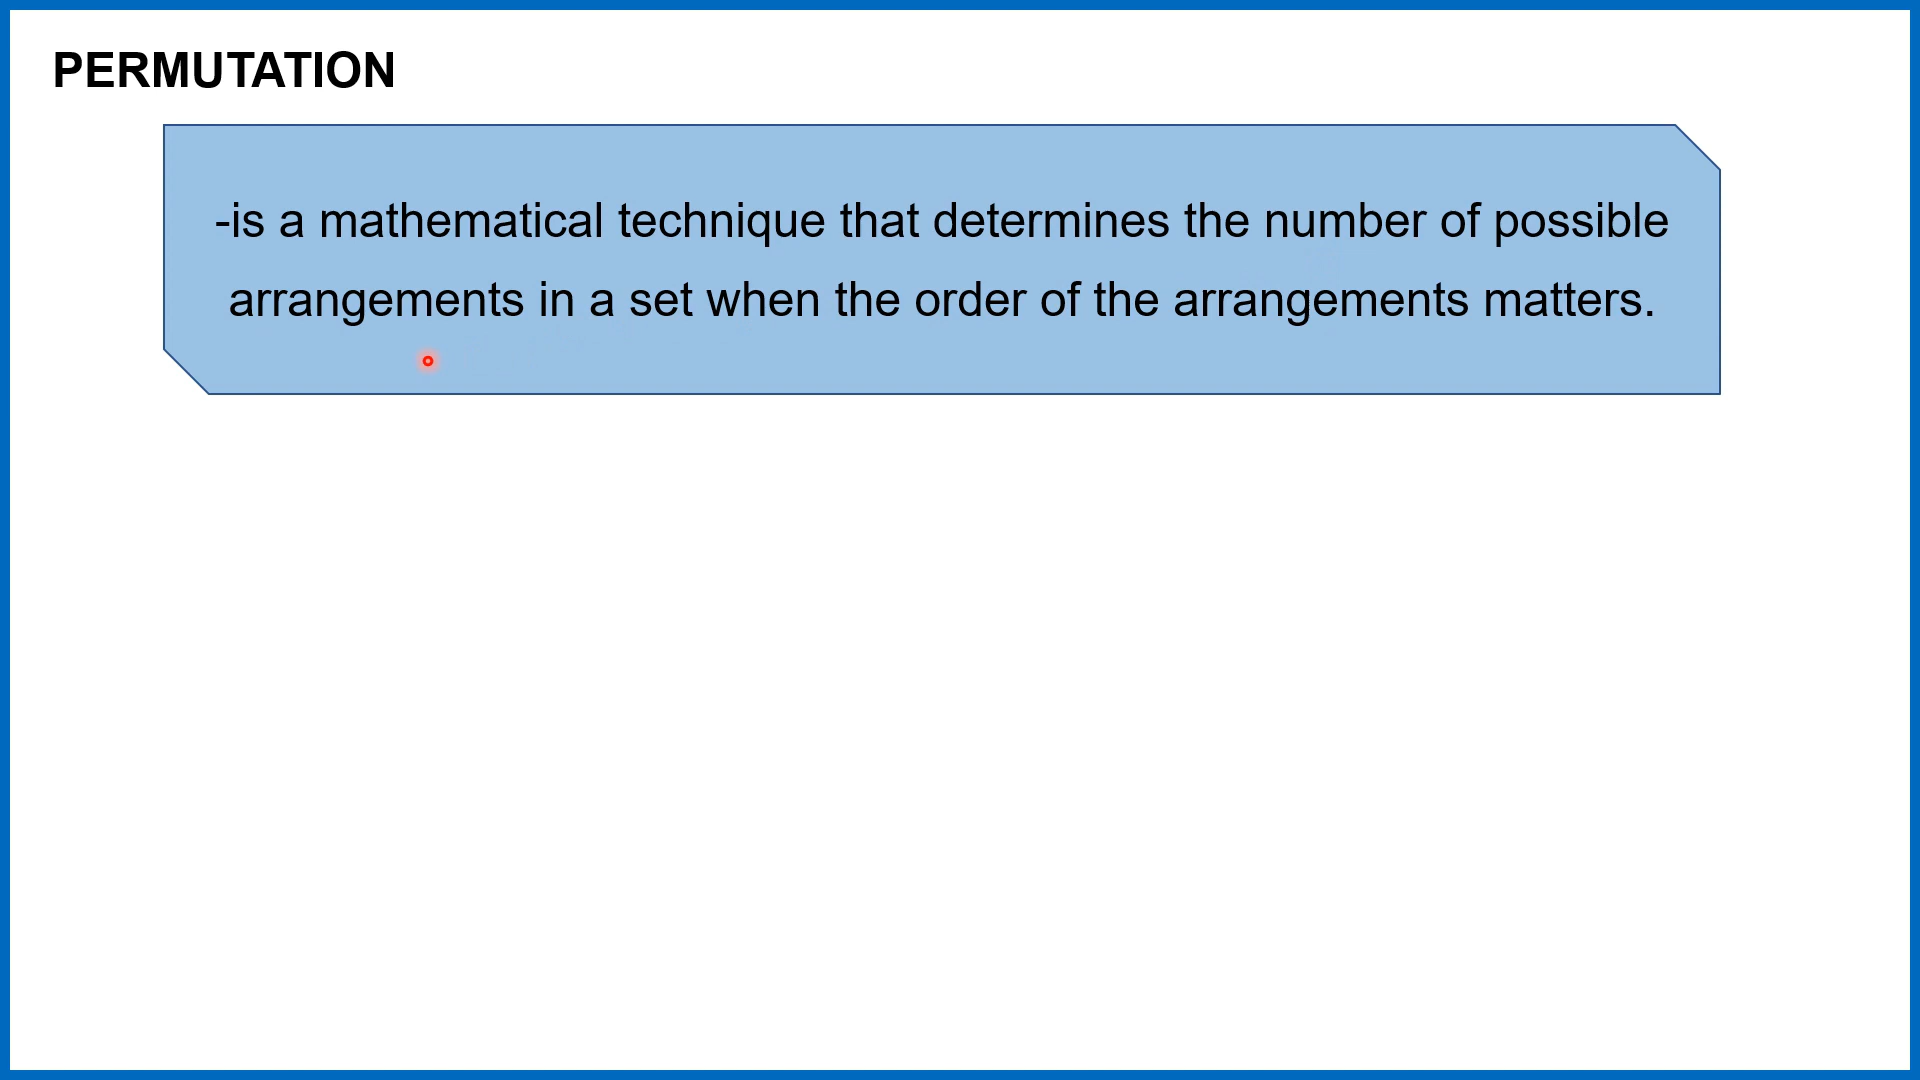 PERMUTATION
-is a mathematical technique that determines the number of possible
arrangements in a set when the order of the arrangements matters.